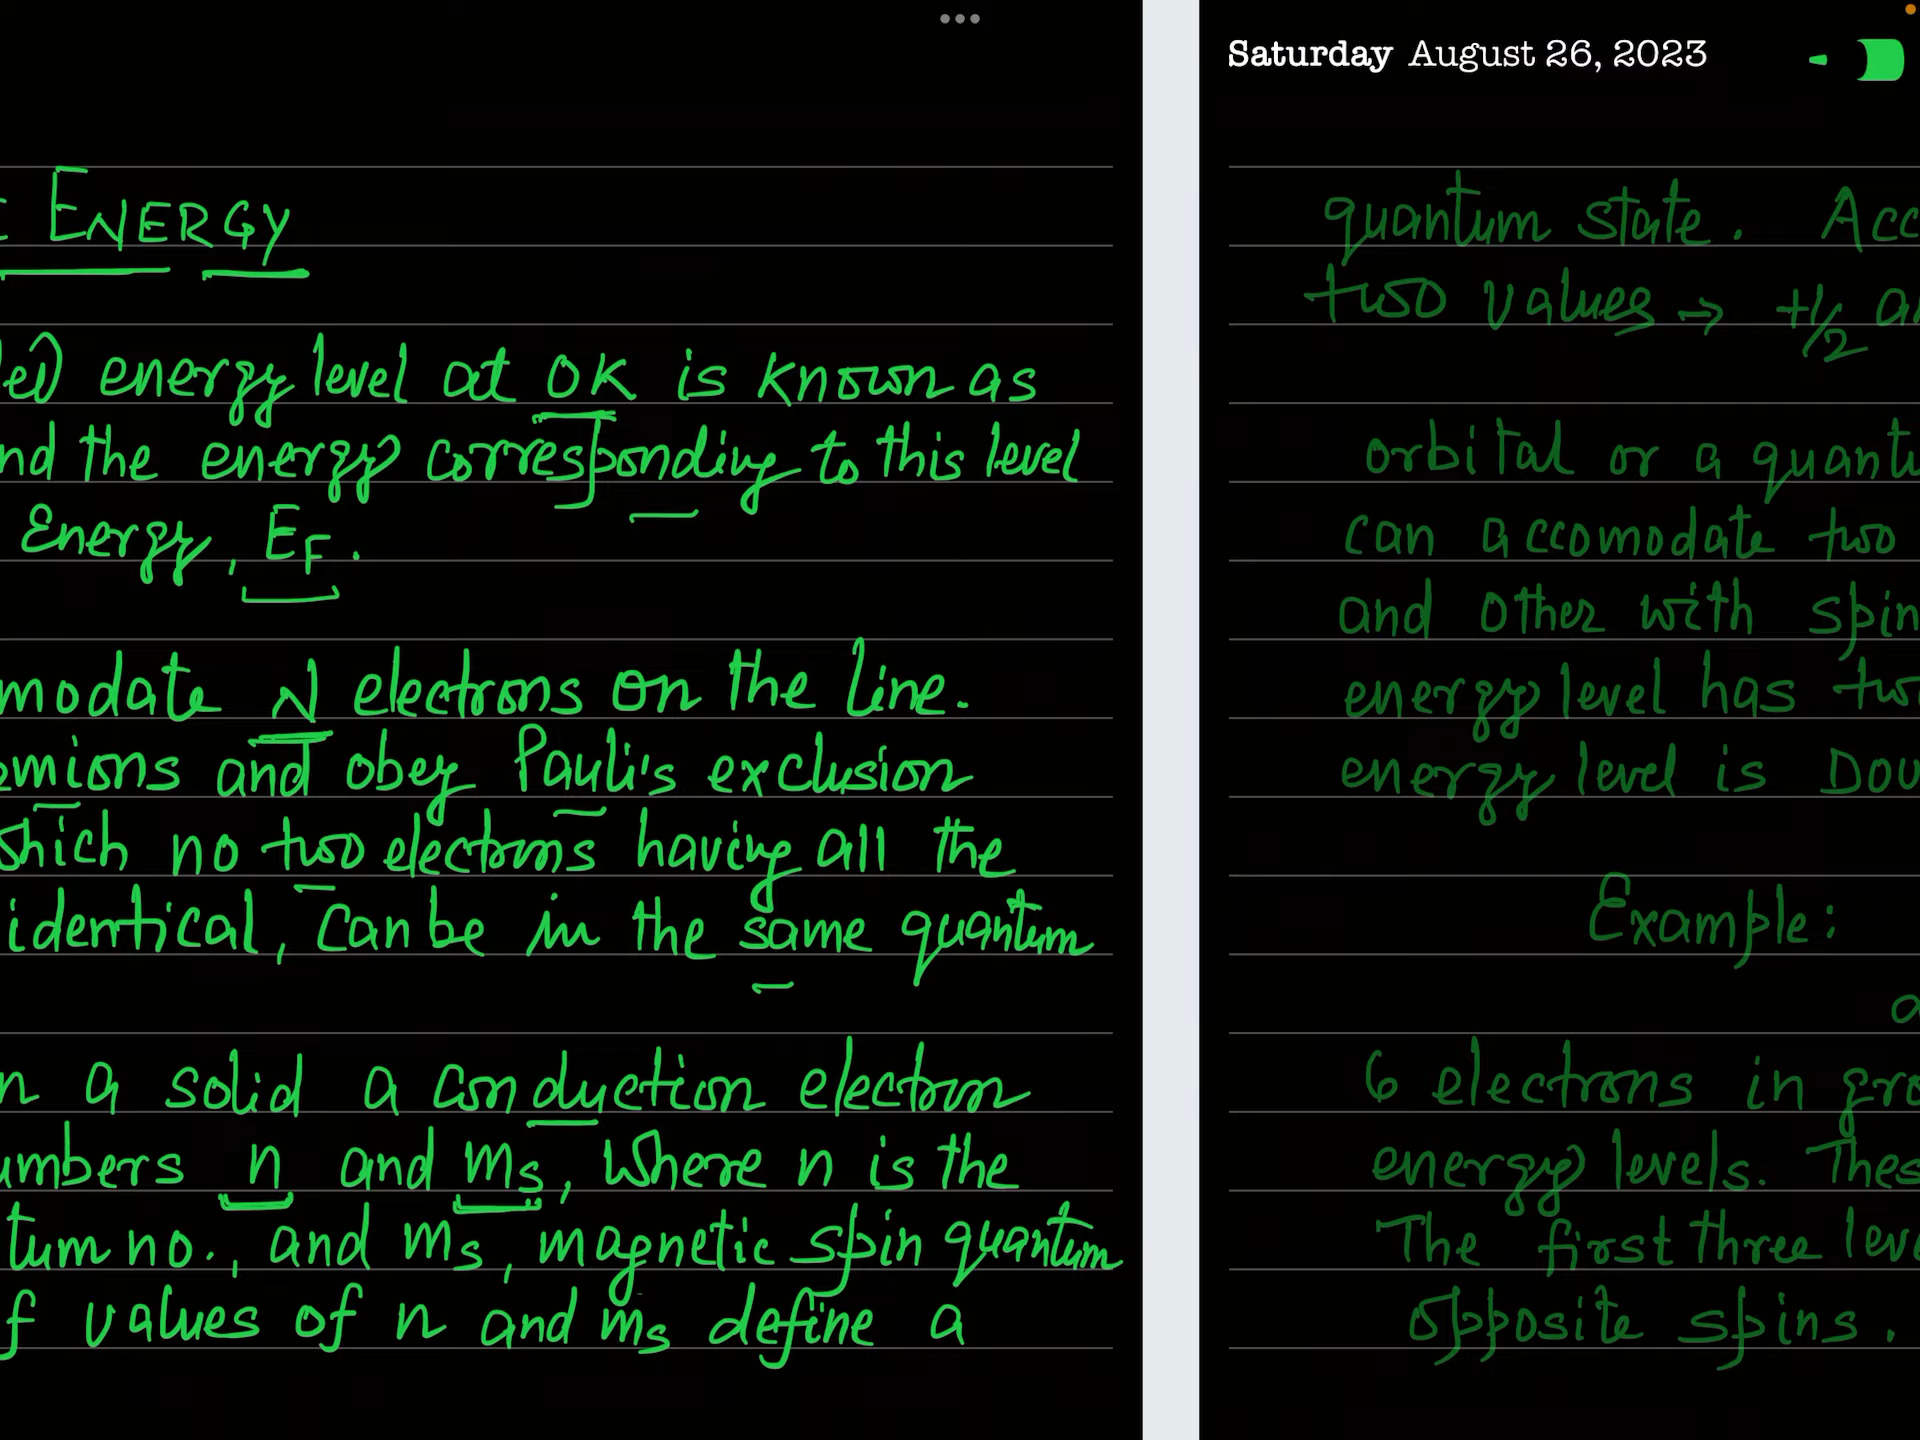 ENERGY
energy level at OK is known as
nd the energy corresponding to this level
Energy, EF.
modate N electrons on the line.
mions and obey Pauli's exclusion
which no two electrons having all the
identical, can be in the same quantum
n a solid a conduction electron
umbers n and ms, where n is the
tum no., and ms, magnetic spin quantum
f values of n and ms define a
Saturday August 26, 2023
quantum state. Acc
two values → +1/2 a
orbital or a quantu
can accomodate two
and other with spin
energy level has two
energy level is DOU
Example:
a
6 electrons in gro
energy levels. Thes
The first three leve
opposite spins.